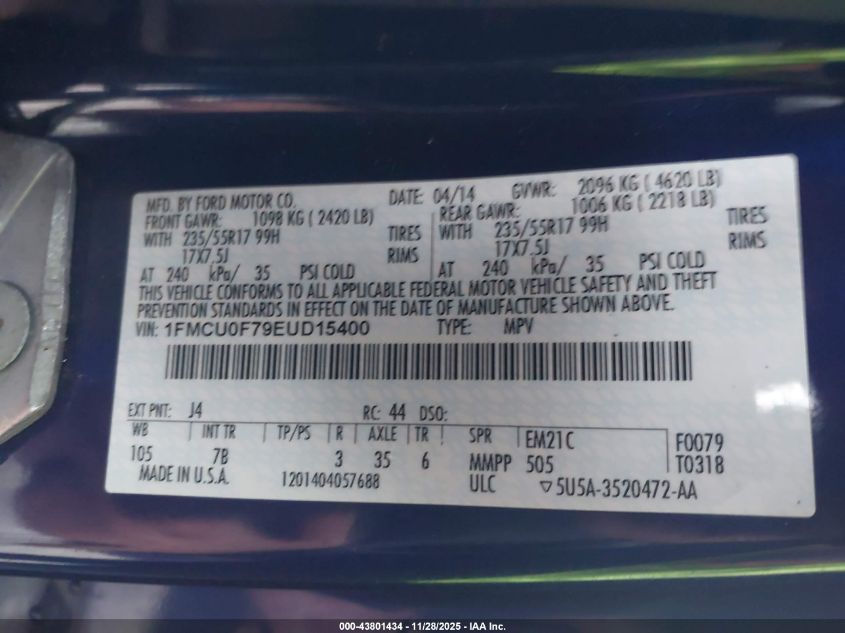 MFD. BY FORD MOTOR CO. DATE: 04/14 GVWR: 2096 KG ( 4620 LB)
FRONT GAWR: 1098 KG ( 2420 LB) REAR GAWR: 1006 KG ( 2218 LB)
WITH 235/55R17 99H TIRES WITH 235/55R17 99H TIRES
17X7.5J RIMS 17X7.5J RIMS
AT 240 kPa/ 35 PSI COLD AT 240 kPa/ 35 PSI COLD
THIS VEHICLE CONFORMS TO ALL APPLICABLE FEDERAL MOTOR VEHICLE SAFETY AND THEFT
PREVENTION STANDARDS IN EFFECT ON THE DATE OF MANUFACTURE SHOWN ABOVE.
VIN: 1FMCU0F79EUD15400 TYPE: MPV
EXT PNT: J4 RC: 44 DSO:
WB INT TR TP/PS R AXLE TR SPR EM21C F0079
105 7B 3 35 6 MMPP 505 T0318
MADE IN U.S.A. 1201404057688 ULC ▽5U5A-3520472-AA
000-43801434 — 11/28/2025 — IAA Inc.